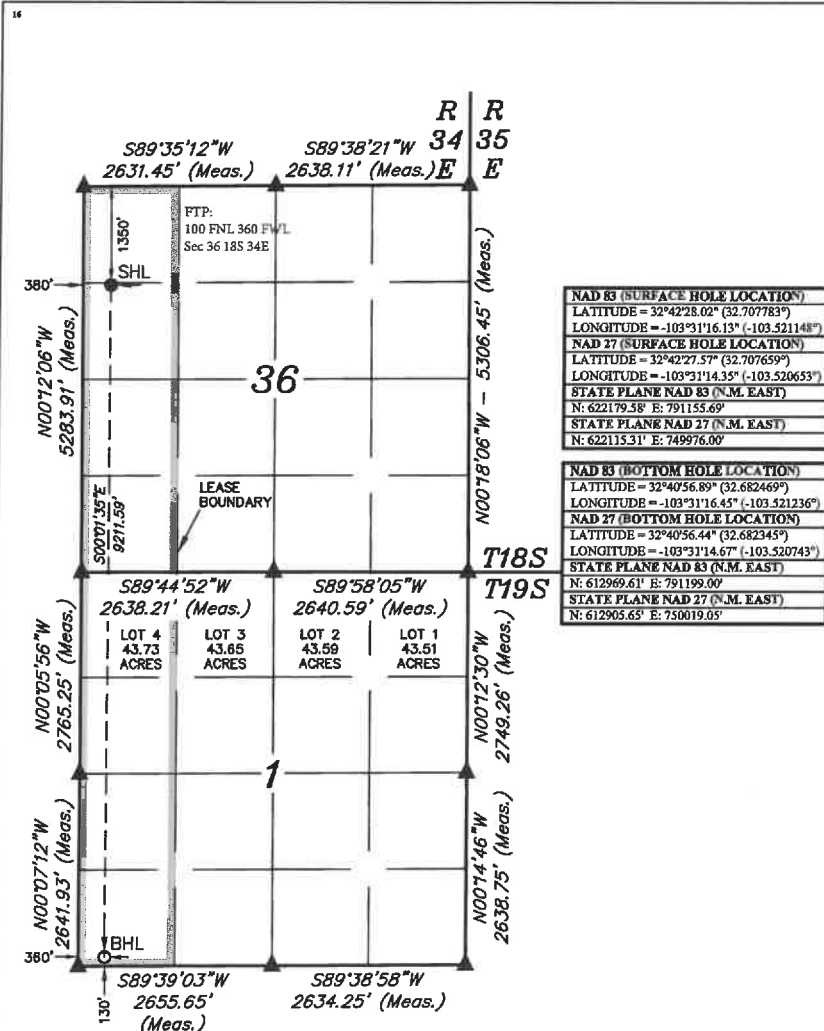 16
R R
34 35
E E
S89°35'12"W
2631.45' (Meas.)
S89°38'21"W
2638.11' (Meas.)
FTP:
100 FNL 360 FWL
Sec 36 18S 34E
1350'
380'
SHL
N00°12'06"W
5283.91' (Meas.)
36
N00°18'06"W – 5306.45' (Meas.)
LEASE
BOUNDARY
S00°01'35"E
9211.59'
T18S
T19S
S89°44'52"W
2638.21' (Meas.)
S89°58'05"W
2640.59' (Meas.)
LOT 4
43.73
ACRES
LOT 3
43.65
ACRES
LOT 2
43.59
ACRES
LOT 1
43.51
ACRES
N00°05'56"W
2765.25' (Meas.)
N00°12'30"W
2749.26' (Meas.)
1
N00°07'12"W
2641.93' (Meas.)
N00°14'46"W
2638.75' (Meas.)
360'
BHL
130'
S89°39'03"W
2655.65'
(Meas.)
S89°38'58"W
2634.25' (Meas.)
NAD 83 (SURFACE HOLE LOCATION)
LATITUDE = 32°42'28.02" (32.707783°)
LONGITUDE = -103°31'16.13" (-103.521148°)
NAD 27 (SURFACE HOLE LOCATION)
LATITUDE = 32°42'27.57" (32.707659°)
LONGITUDE = -103°31'14.35" (-103.520653°)
STATE PLANE NAD 83 (N.M. EAST)
N: 622179.58' E: 791155.69'
STATE PLANE NAD 27 (N.M. EAST)
N: 622115.31' E: 749976.00'
NAD 83 (BOTTOM HOLE LOCATION)
LATITUDE = 32°40'56.89" (32.682469°)
LONGITUDE = -103°31'16.45" (-103.521236°)
NAD 27 (BOTTOM HOLE LOCATION)
LATITUDE = 32°40'56.44" (32.682345°)
LONGITUDE = -103°31'14.67" (-103.520743°)
STATE PLANE NAD 83 (N.M. EAST)
N: 612969.61' E: 791199.00'
STATE PLANE NAD 27 (N.M. EAST)
N: 612905.65' E: 750019.05'